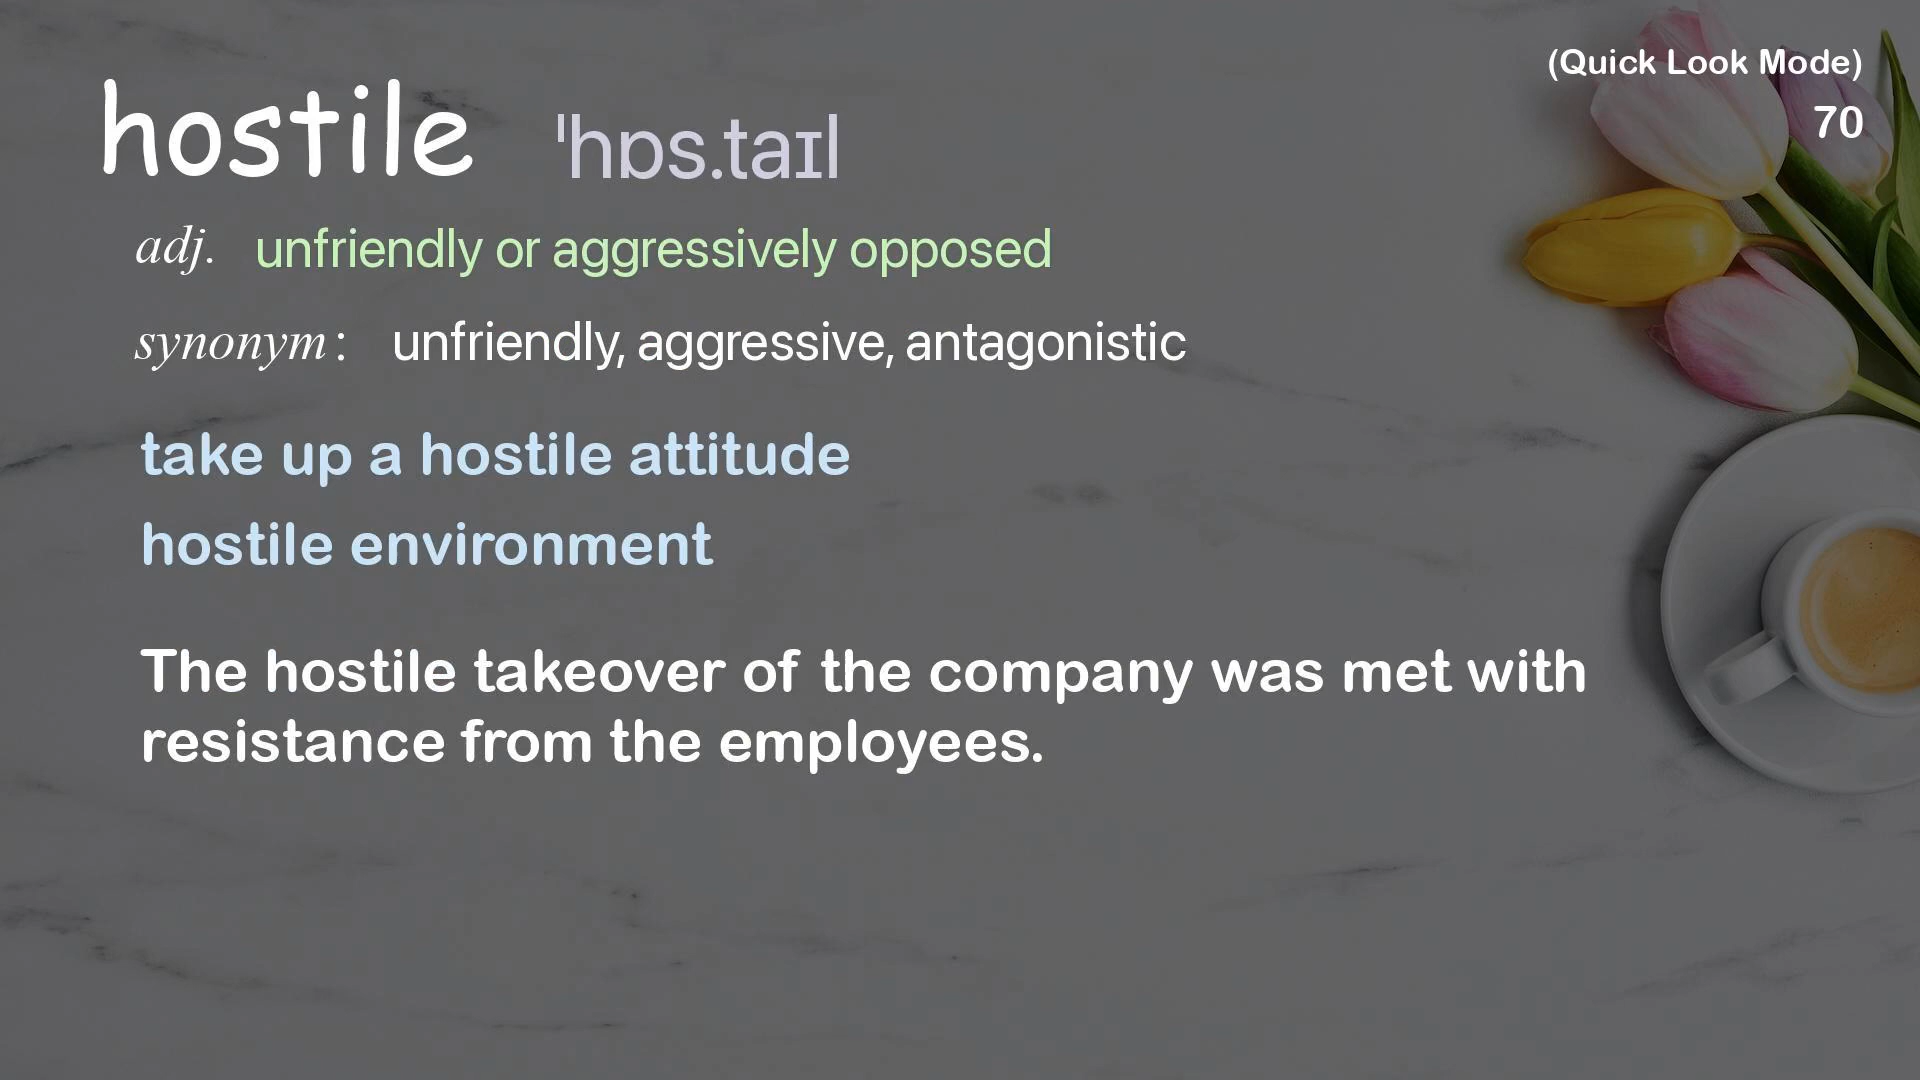 (Quick Look Mode)
70
hostile ˈhɒs.taɪl
adj. unfriendly or aggressively opposed
synonym : unfriendly, aggressive, antagonistic
take up a hostile attitude
hostile environment
The hostile takeover of the company was met with
resistance from the employees.